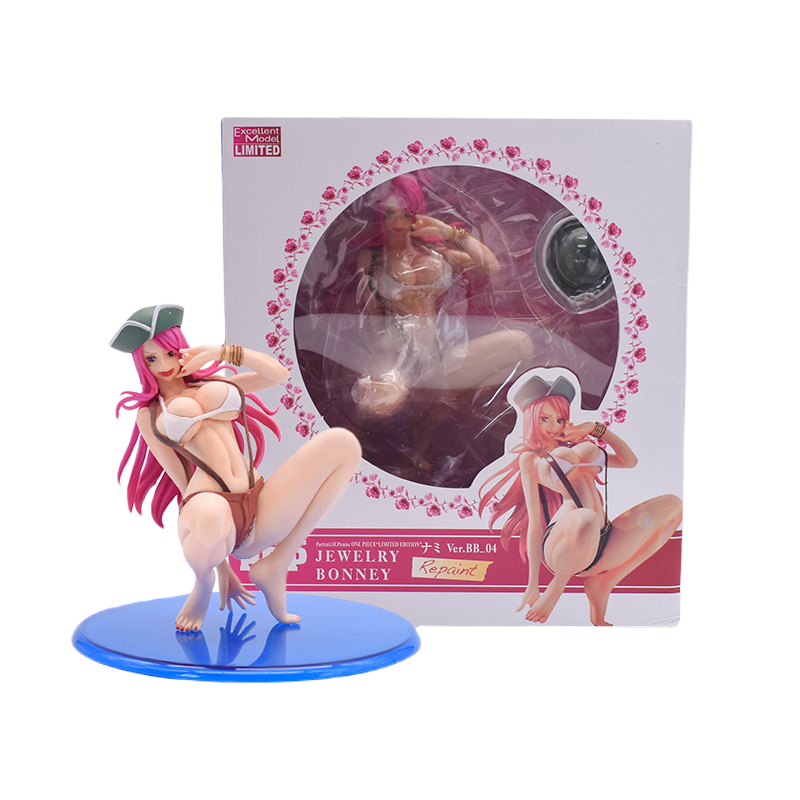 Excellent
Model
LIMITED
Portrait.Of.Pirates ONE PIECE"LIMITED EDITION"ナミ Ver.BB_04
JEWELRY
BONNEY
Repaint